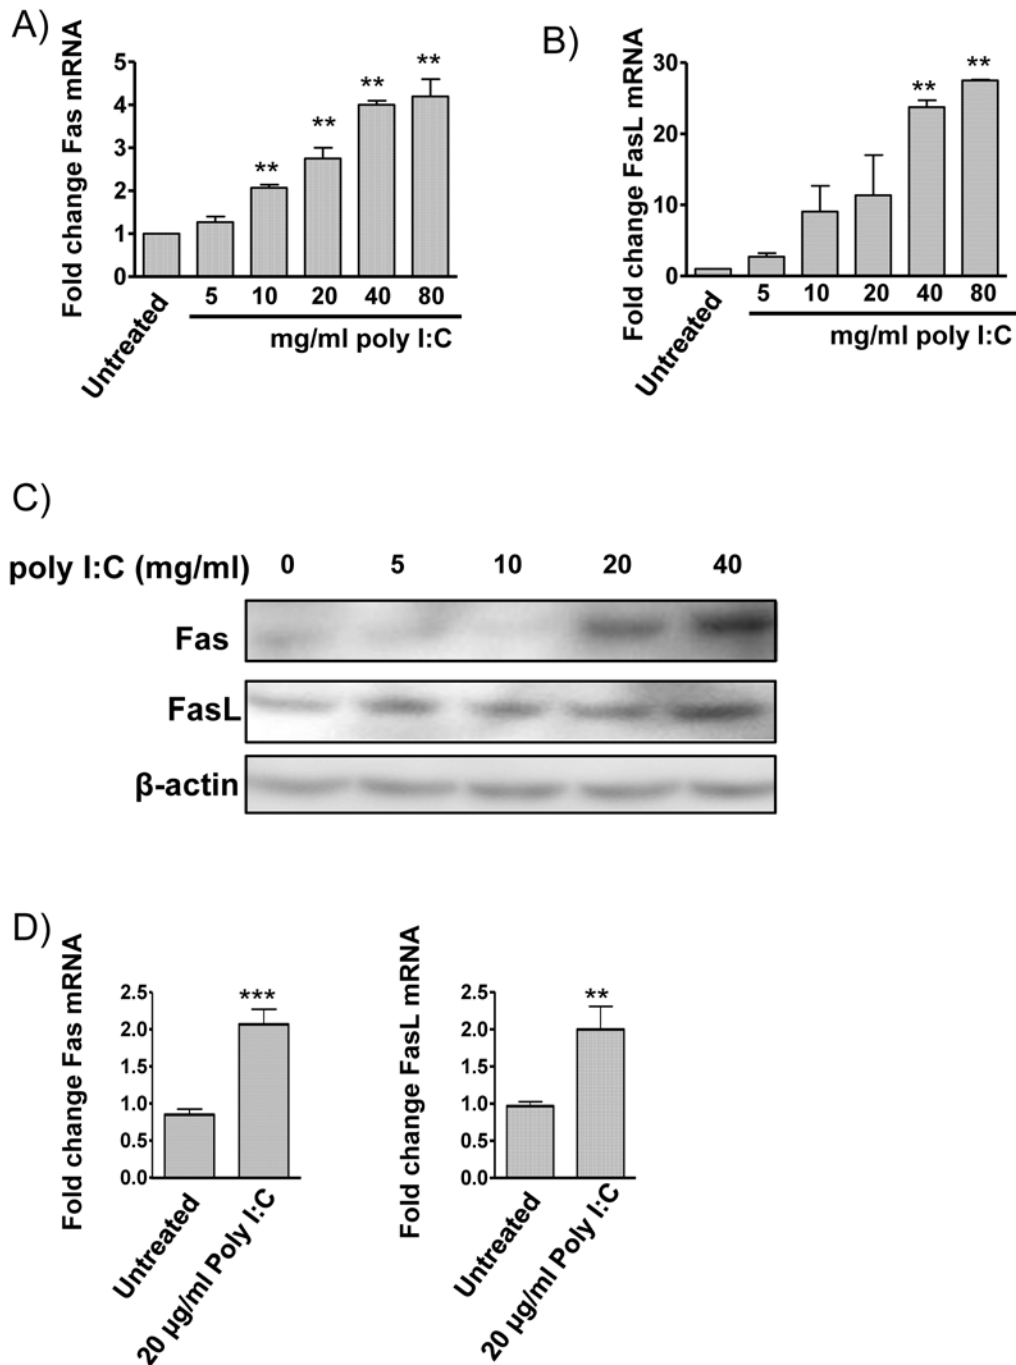 A)
Fold change Fas mRNA
5
4
3
2
1
0
**
**
**
**
Untreated
5 10 20 40 80
mg/ml poly I:C
B)
Fold change FasL mRNA
30
20
10
0
**
**
Untreated
5 10 20 40 80
mg/ml poly I:C
C)
poly I:C (mg/ml) 0 5 10 20 40
Fas
FasL
β-actin
D)
Fold change Fas mRNA
2.5
2.0
1.5
1.0
0.5
0.0
***
Untreated
20 µg/ml Poly I:C
Fold change FasL mRNA
2.5
2.0
1.5
1.0
0.5
0.0
**
Untreated
20 µg/ml Poly I:C